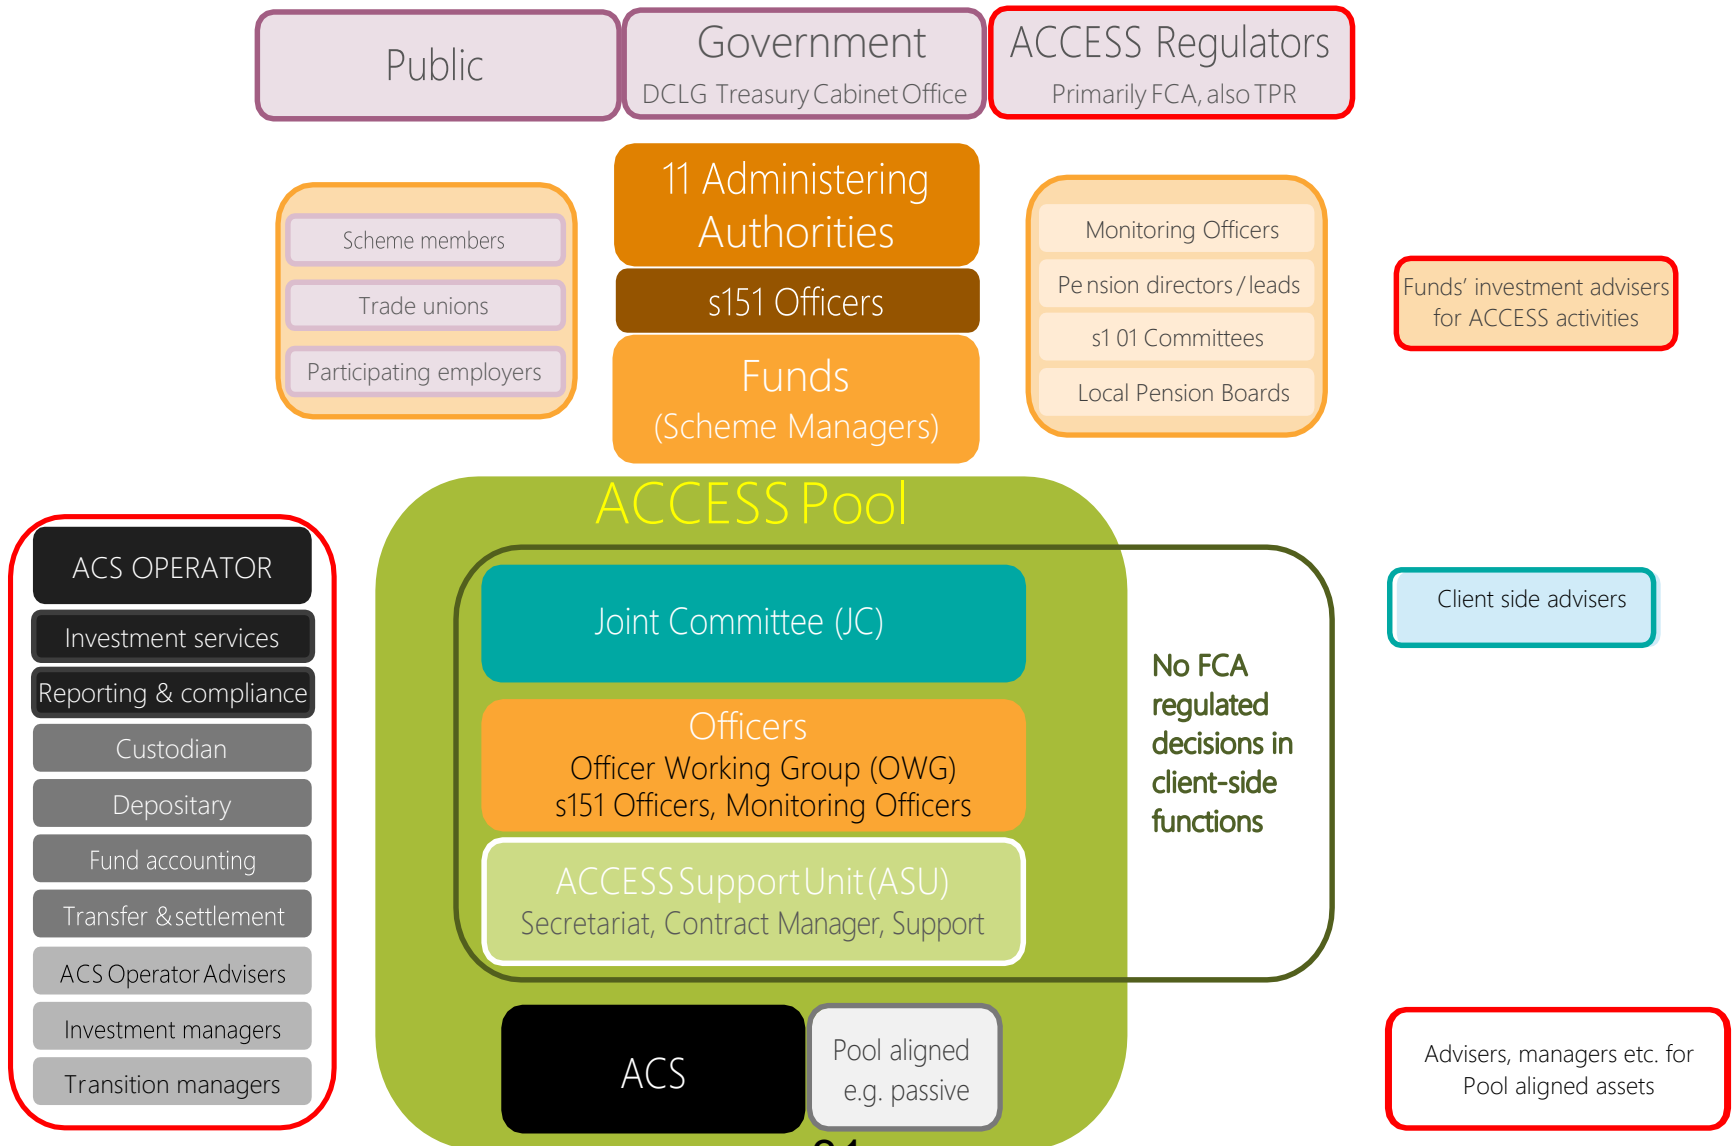 Public
Government
DCLG Treasury Cabinet Office
ACCESS Regulators
Primarily FCA, also TPR
Scheme members
Trade unions
Participating employers
11 Administering
Authorities
s151 Officers
Funds
(Scheme Managers)
Monitoring Officers
Pension directors / leads
s1 01 Committees
Local Pension Boards
Funds' investment advisers
for ACCESS activities
ACCESS Pool
ACS OPERATOR
Investment services
Reporting & compliance
Custodian
Depositary
Fund accounting
Transfer & settlement
ACS Operator Advisers
Investment managers
Transition managers
Joint Committee (JC)
Officers
Officer Working Group (OWG)
s151 Officers, Monitoring Officers
ACCESS Support Unit (ASU)
Secretariat, Contract Manager, Support
No FCA
regulated
decisions in
client-side
functions
Client side advisers
ACS
Pool aligned
e.g. passive
Advisers, managers etc. for
Pool aligned assets